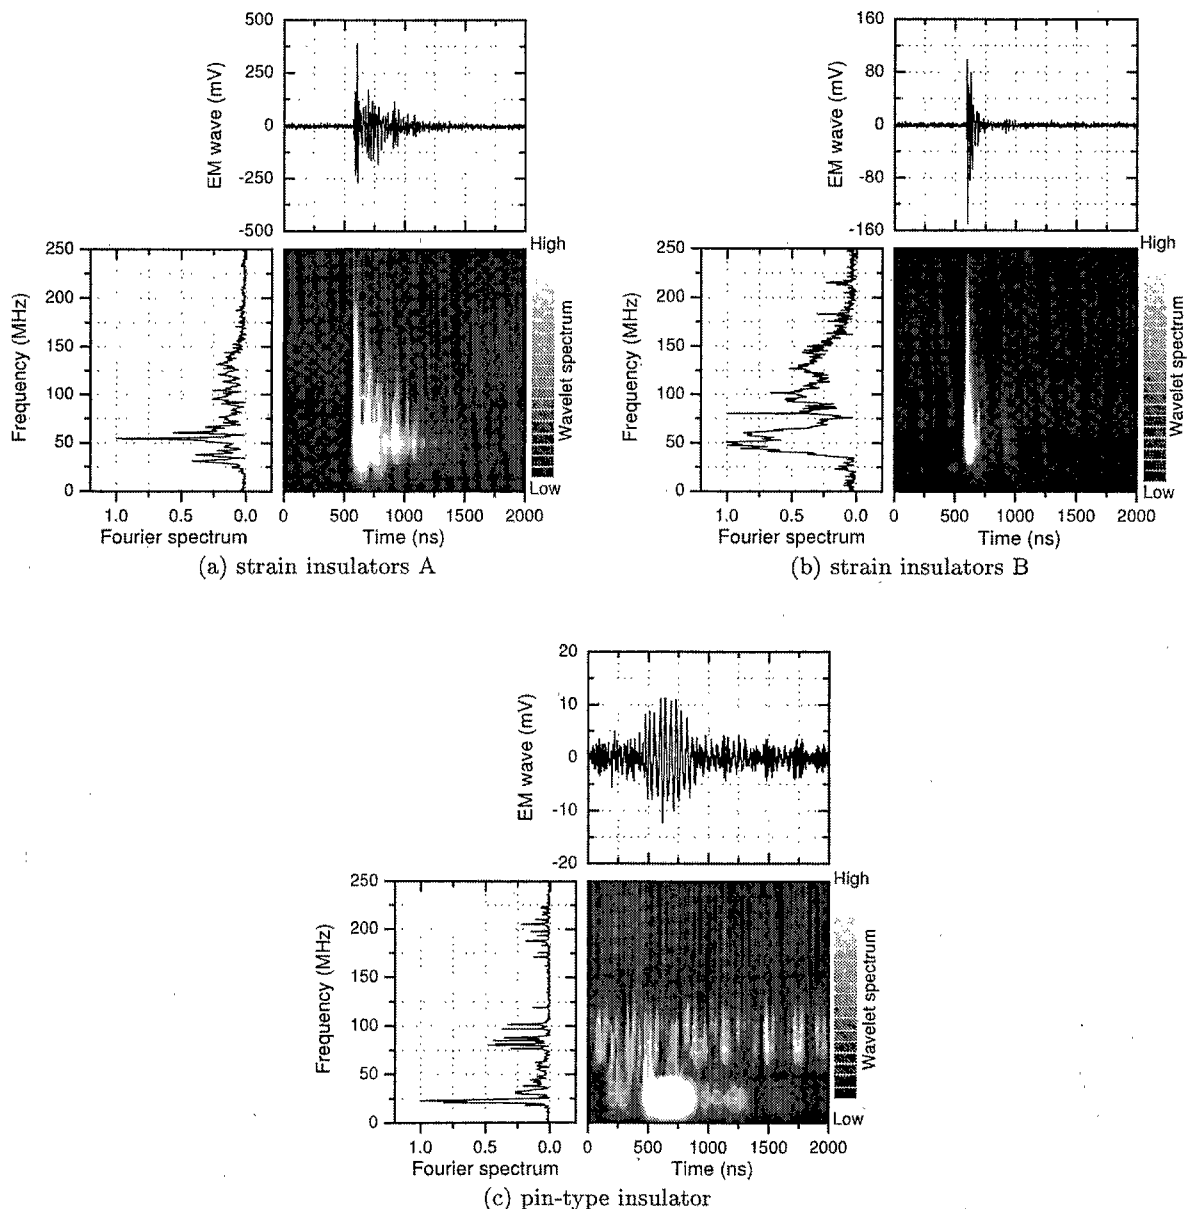 500
250
0
-250
-500
EM wave (mV)
160
80
0
-80
-160
EM wave (mV)
250
200
150
100
50
0
Frequency (MHz)
1.0 0.5 0.0
Fourier spectrum
0 500 1000 1500 2000
Time (ns)
High
Wavelet spectrum
Low
(a) strain insulators A
250
200
150
100
50
0
Frequency (MHz)
1.0 0.5 0.0
Fourier spectrum
0 500 1000 1500 2000
Time (ns)
High
Wavelet spectrum
Low
(b) strain insulators B
20
10
0
-10
-20
EM wave (mV)
250
200
150
100
50
0
Frequency (MHz)
1.0 0.5 0.0
Fourier spectrum
0 500 1000 1500 2000
Time (ns)
High
Wavelet spectrum
Low
(c) pin-type insulator